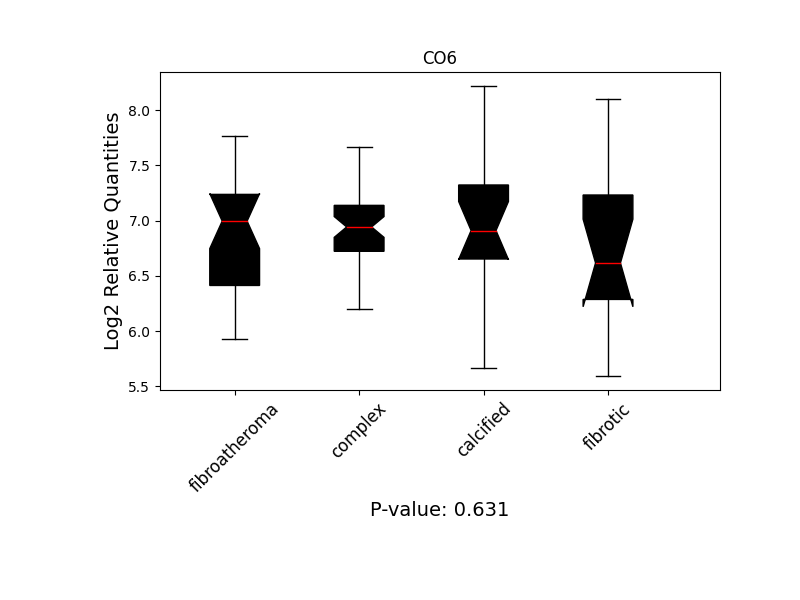 CO6
Log2 Relative Quantities
8.0
7.5
7.0
6.5
6.0
5.5
fibroatheroma
complex
calcified
fibrotic
P-value: 0.631